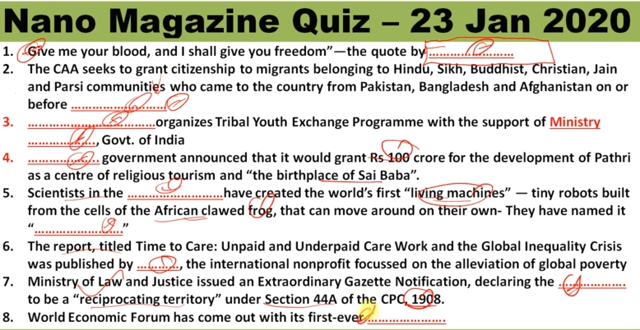 Nano Magazine Quiz – 23 Jan 2020
1. Give me your blood, and I shall give you freedom”—the quote by ....................
2. The CAA seeks to grant citizenship to migrants belonging to Hindu, Sikh, Buddhist, Christian, Jain
and Parsi communities who came to the country from Pakistan, Bangladesh and Afghanistan on or
before ....................
3. ....................organizes Tribal Youth Exchange Programme with the support of Ministry
.........., Govt. of India
4. .............. government announced that it would grant Rs 100 crore for the development of Pathri
as a centre of religious tourism and “the birthplace of Sai Baba”.
5. Scientists in the ....................have created the world’s first “living machines” — tiny robots built
from the cells of the African clawed frog, that can move around on their own- They have named it
“....................”
6. The report, titled Time to Care: Unpaid and Underpaid Care Work and the Global Inequality Crisis
was published by .........., the international nonprofit focussed on the alleviation of global poverty
7. Ministry of Law and Justice issued an Extraordinary Gazette Notification, declaring the ...............
to be a “reciprocating territory” under Section 44A of the CPC, 1908.
8. World Economic Forum has come out with its first-ever....................